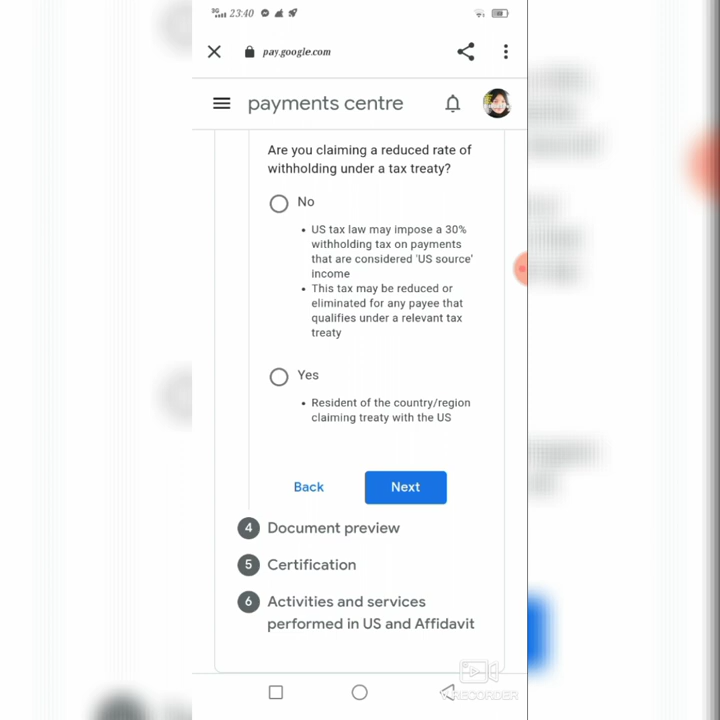 3G 23:40
pay.google.com
payments centre
Are you claiming a reduced rate of
withholding under a tax treaty?
No
• US tax law may impose a 30%
withholding tax on payments
that are considered 'US source'
income
• This tax may be reduced or
eliminated for any payee that
qualifies under a relevant tax
treaty
Yes
• Resident of the country/region
claiming treaty with the US
Back Next
4 Document preview
5 Certification
6 Activities and services
performed in US and Affidavit
RECORDER